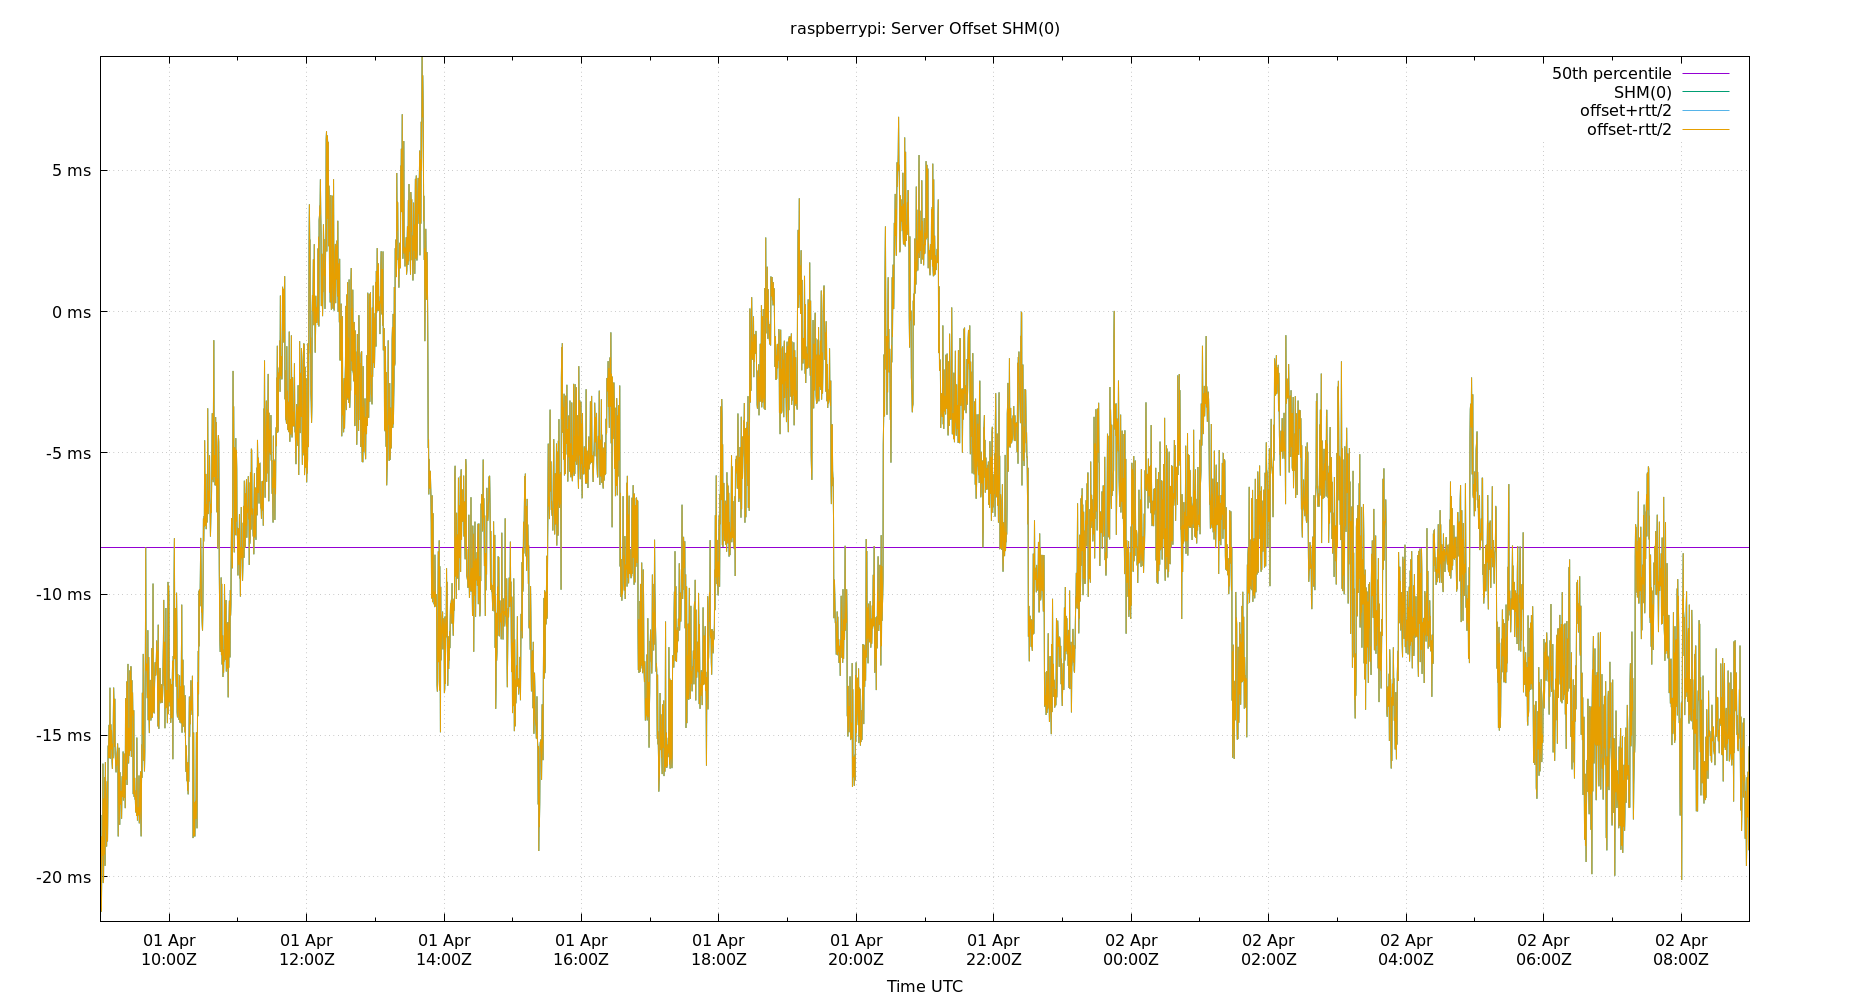 raspberrypi: Server Offset SHM(0)
50th percentile
SHM(0)
offset+rtt/2
offset-rtt/2
5 ms
0 ms
-5 ms
-10 ms
-15 ms
-20 ms
01 Apr 01 Apr 01 Apr 01 Apr 01 Apr 01 Apr 01 Apr 02 Apr 02 Apr 02 Apr 02 Apr 02 Apr
10:00Z 12:00Z 14:00Z 16:00Z 18:00Z 20:00Z 22:00Z 00:00Z 02:00Z 04:00Z 06:00Z 08:00Z
Time UTC